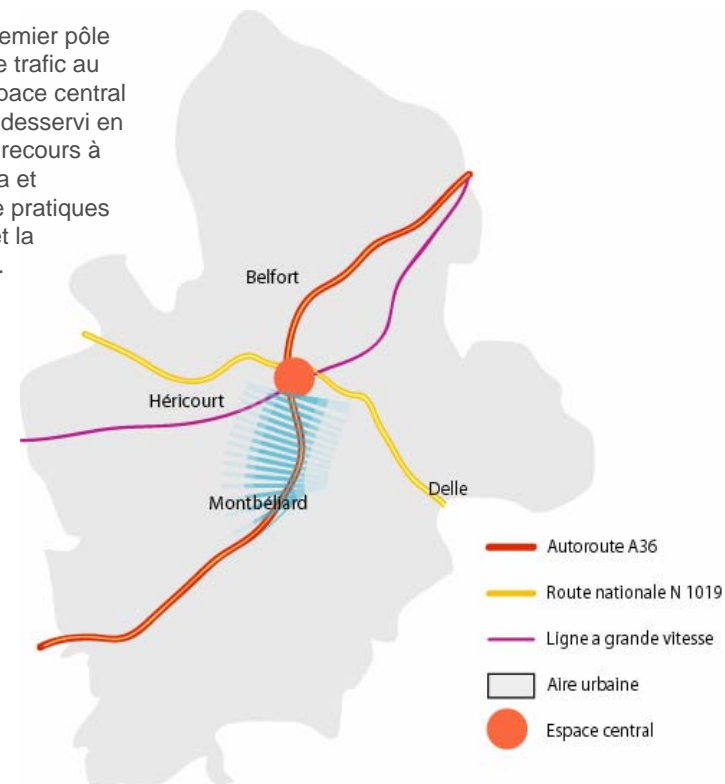 emier pôle
e trafic au
pace central
desservi en
recours à
a et
e pratiques
et la
.
Belfort
Héricourt
Montbéliard
Delle
Autoroute A36
Route nationale N 1019
Ligne a grande vitesse
Aire urbaine
Espace central